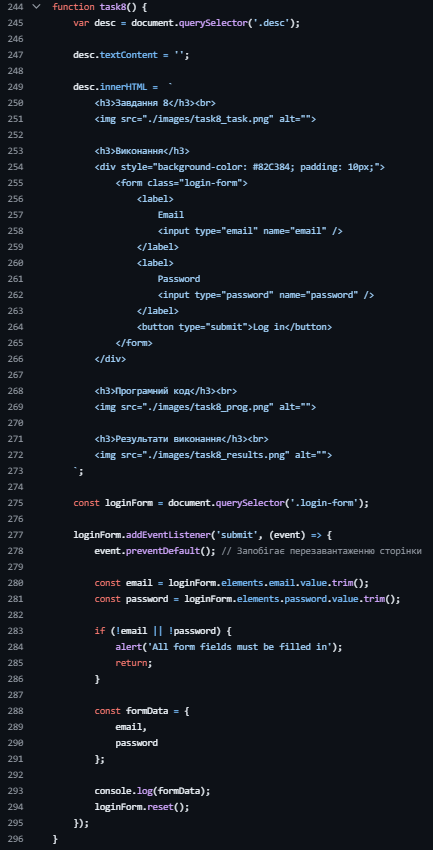 244 function task8() {
245 var desc = document.querySelector('.desc');
246
247 desc.textContent = '';
248
249 desc.innerHTML = `
250 <h3>Завдання 8</h3><br>
251 <img src="./images/task8_task.png" alt="">
252
253 <h3>Виконання</h3>
254 <div style="background-color: #82C384; padding: 10px;">
255 <form class="login-form">
256 <label>
257 Email
258 <input type="email" name="email" />
259 </label>
260 <label>
261 Password
262 <input type="password" name="password" />
263 </label>
264 <button type="submit">Log in</button>
265 </form>
266 </div>
267
268 <h3>Програмний код</h3><br>
269 <img src="./images/task8_prog.png" alt="">
270
271 <h3>Результати виконання</h3><br>
272 <img src="./images/task8_results.png" alt="">
273 `;
274
275 const loginForm = document.querySelector('.login-form');
276
277 loginForm.addEventListener('submit', (event) => {
278 event.preventDefault(); // Запобігає перезавантаженню сторінки
279
280 const email = loginForm.elements.email.value.trim();
281 const password = loginForm.elements.password.value.trim();
282
283 if (!email || !password) {
284 alert('All form fields must be filled in');
285 return;
286 }
287
288 const formData = {
289 email,
290 password
291 };
292
293 console.log(formData);
294 loginForm.reset();
295 });
296 }